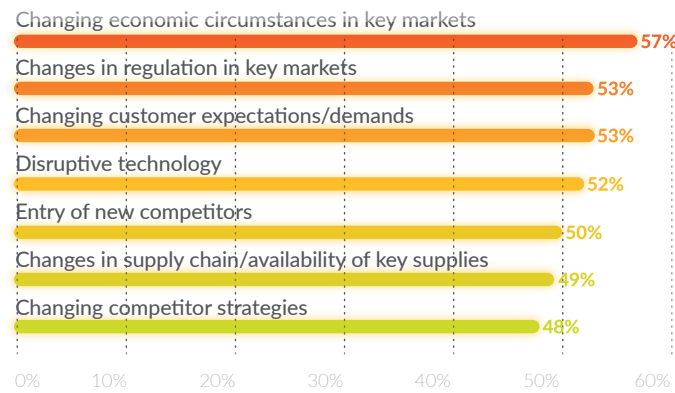 Changing economic circumstances in key markets
57%
Changes in regulation in key markets
53%
Changing customer expectations/demands
53%
Disruptive technology
52%
Entry of new competitors
50%
Changes in supply chain/availability of key supplies
49%
Changing competitor strategies
48%
0% 10% 20% 30% 40% 50% 60%